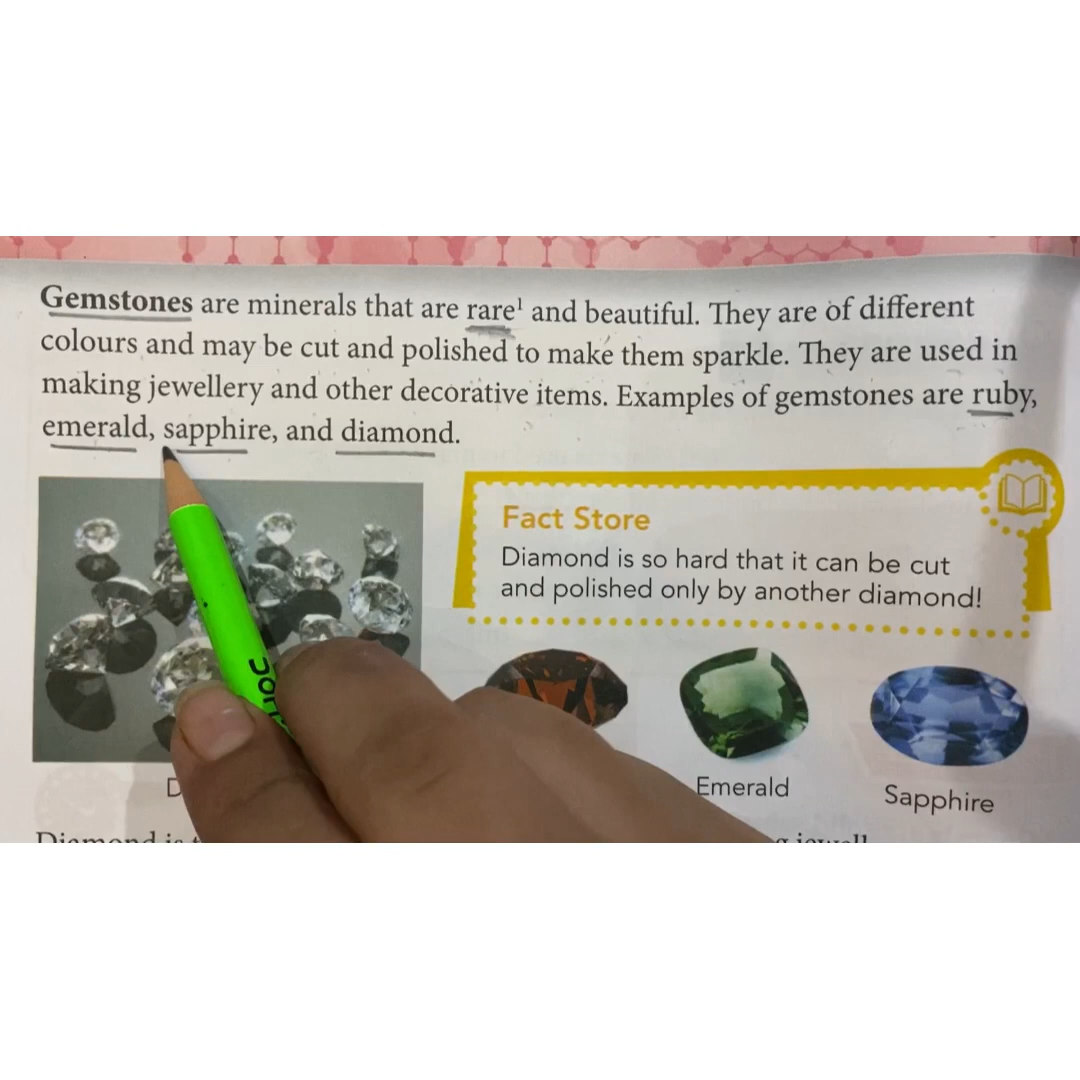 Gemstones are minerals that are rare¹ and beautiful. They are of different
colours and may be cut and polished to make them sparkle. They are used in
making jewellery and other decorative items. Examples of gemstones are ruby,
emerald, sapphire, and diamond.
Fact Store
Diamond is so hard that it can be cut
and polished only by another diamond!
Emerald
Sapphire
Diamond is